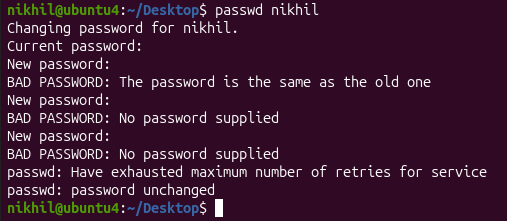 nikhil@ubuntu4:~/Desktop$ passwd nikhil
Changing password for nikhil.
Current password:
New password:
BAD PASSWORD: The password is the same as the old one
New password:
BAD PASSWORD: No password supplied
New password:
BAD PASSWORD: No password supplied
passwd: Have exhausted maximum number of retries for service
passwd: password unchanged
nikhil@ubuntu4:~/Desktop$